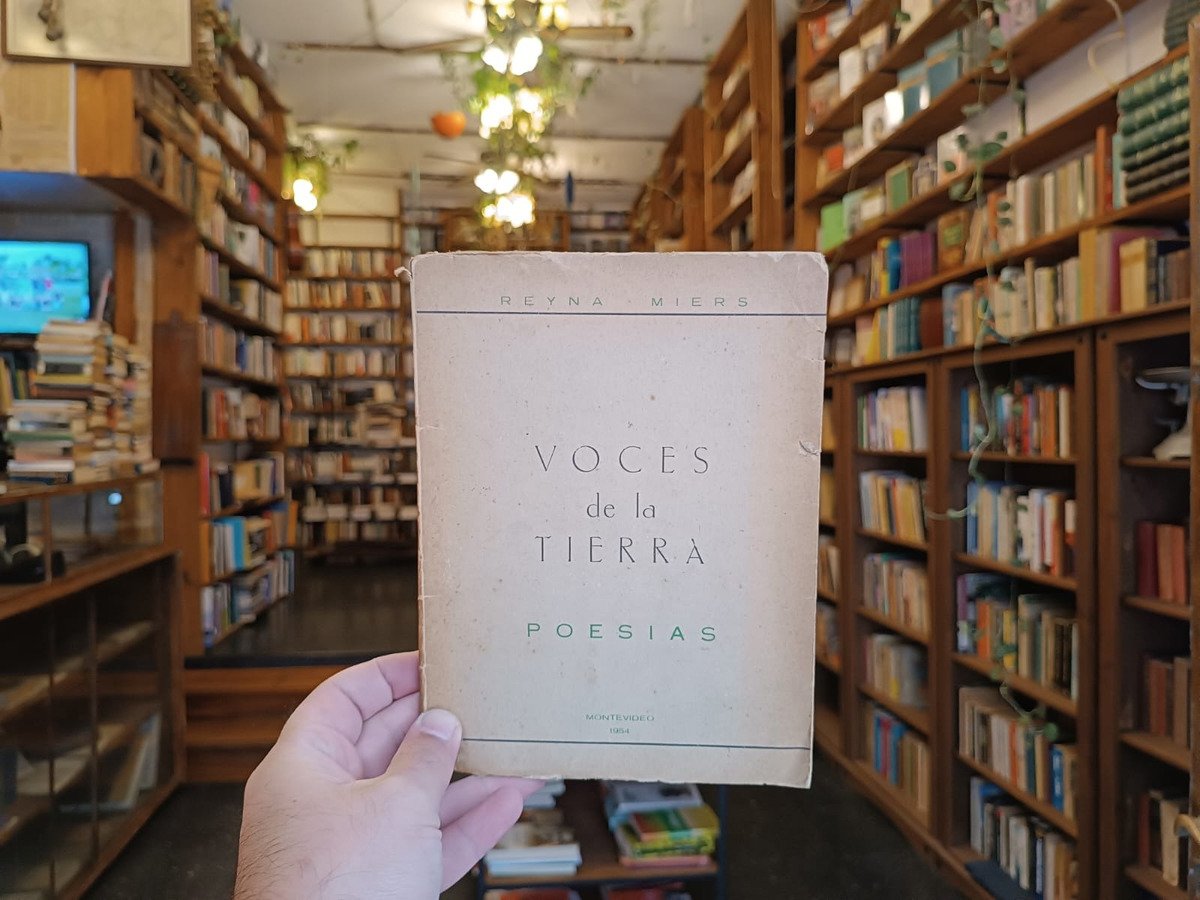 REYNA MIERS
VOCES
de la
TIERRA
POESIAS
MONTEVIDEO
1954